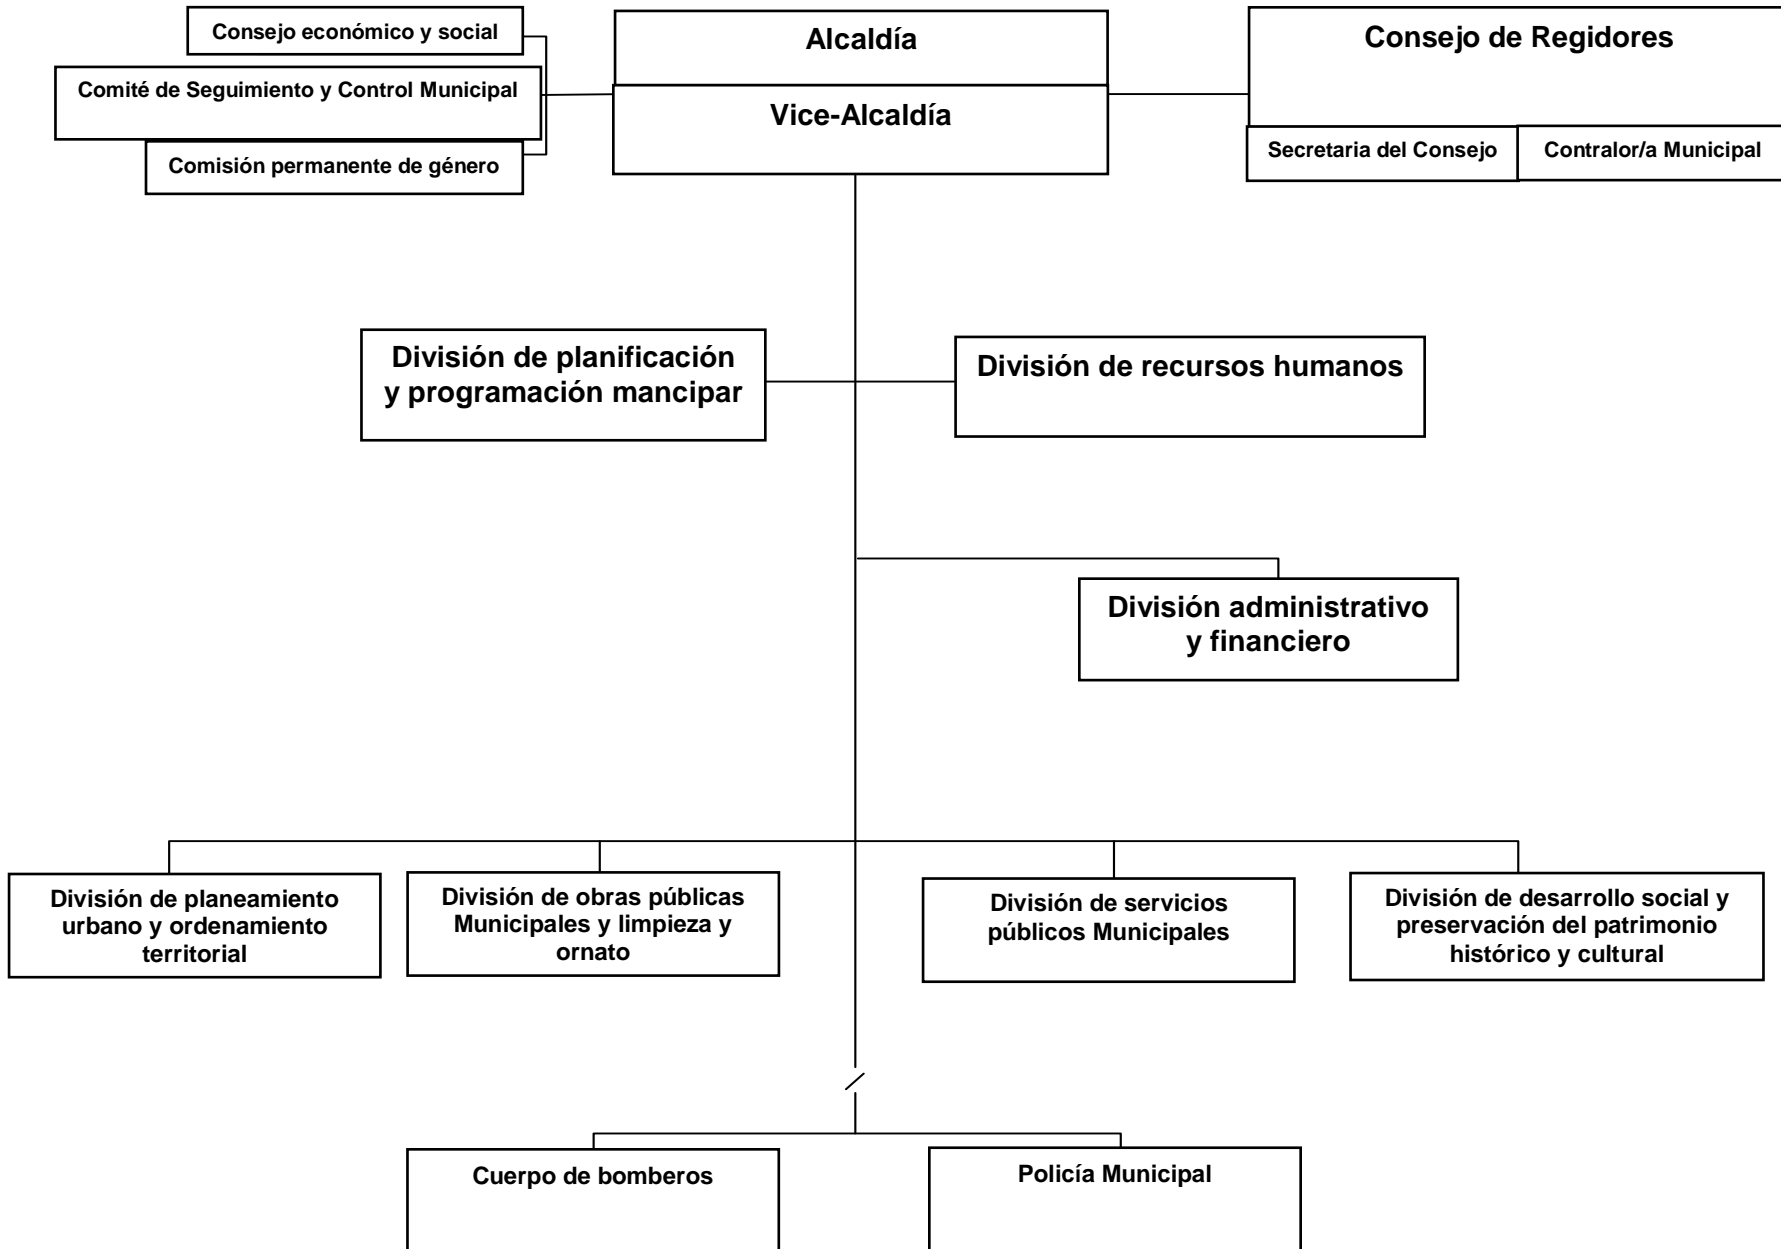 Consejo económico y social
Comité de Seguimiento y Control Municipal
Comisión permanente de género
Alcaldía
Vice-Alcaldía
Consejo de Regidores
Secretaria del Consejo
Contralor/a Municipal
División de planificación
y programación mancipar
División de recursos humanos
División administrativo
y financiero
División de planeamiento
urbano y ordenamiento
territorial
División de obras públicas
Municipales y limpieza y
ornato
División de servicios
públicos Municipales
División de desarrollo social y
preservación del patrimonio
histórico y cultural
Cuerpo de bomberos
Policía Municipal